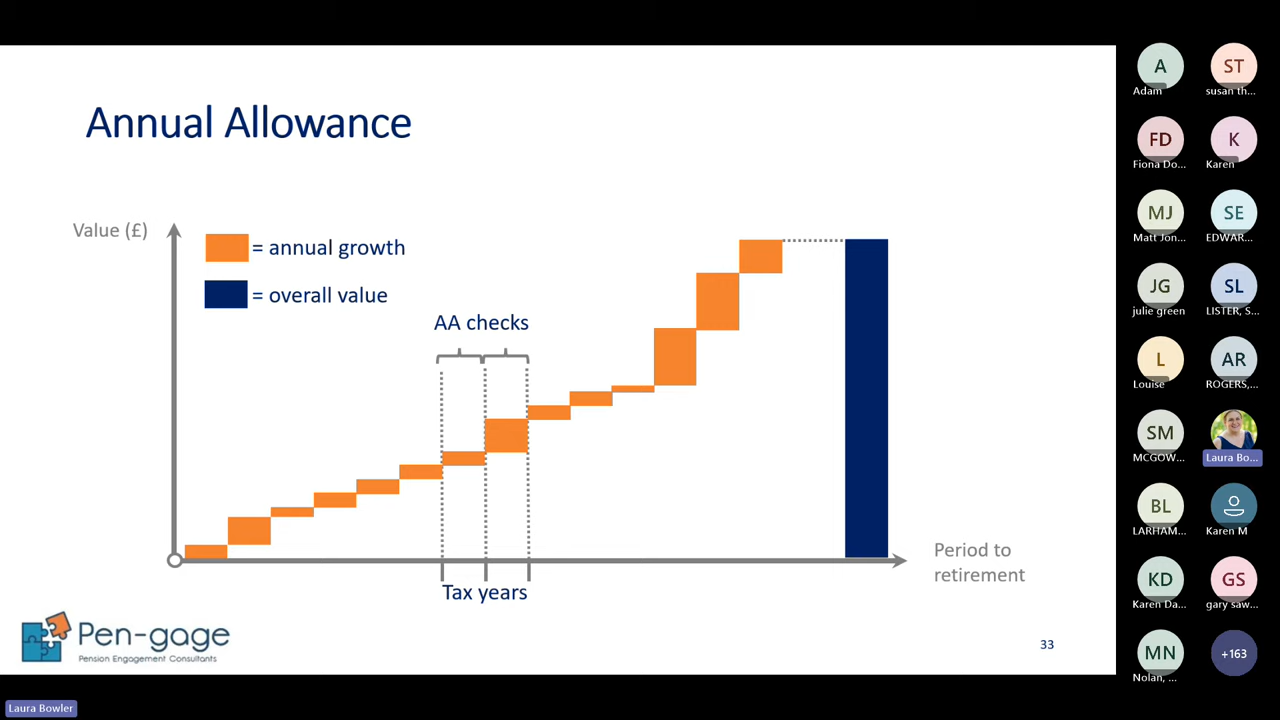 Annual Allowance
Value (£)
= annual growth
= overall value
AA checks
Tax years
Period to
retirement
Pen-gage
Pension Engagement Consultants
33
A
Adam
ST
susan th...
FD
Fiona Do...
K
Karen
MJ
Matt Jon...
SE
EDWAR...
JG
julie green
SL
LISTER, S...
L
Louise
AR
ROGERS,...
SM
MCGOW...
Laura Bo...
BL
LARHAM...
Karen M
KD
Karen Da...
GS
gary saw...
MN
Nolan, ...
+163
Laura Bowler